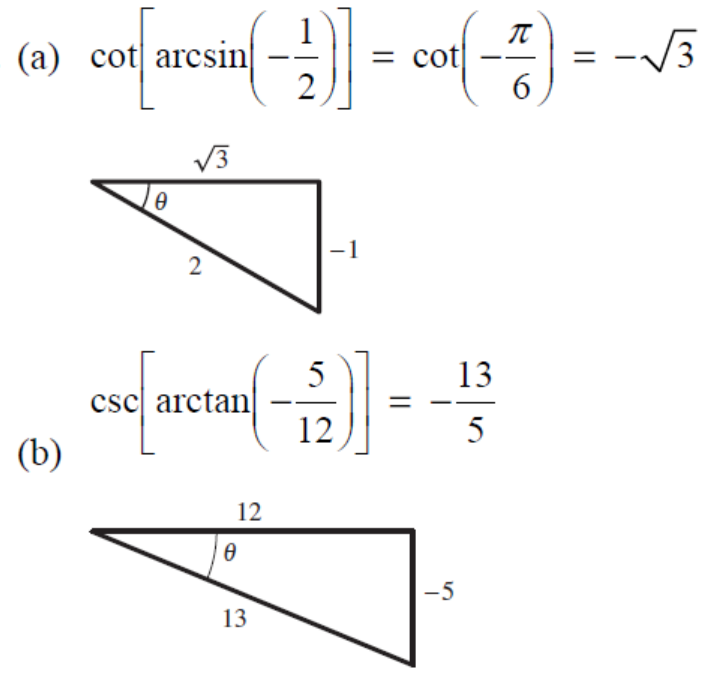 (a) cot[arcsin(−1/2)] = cot(−π/6) = −√3
√3
θ
−1
2
csc[arctan(−5/12)] = −13/5
(b)
12
θ
−5
13